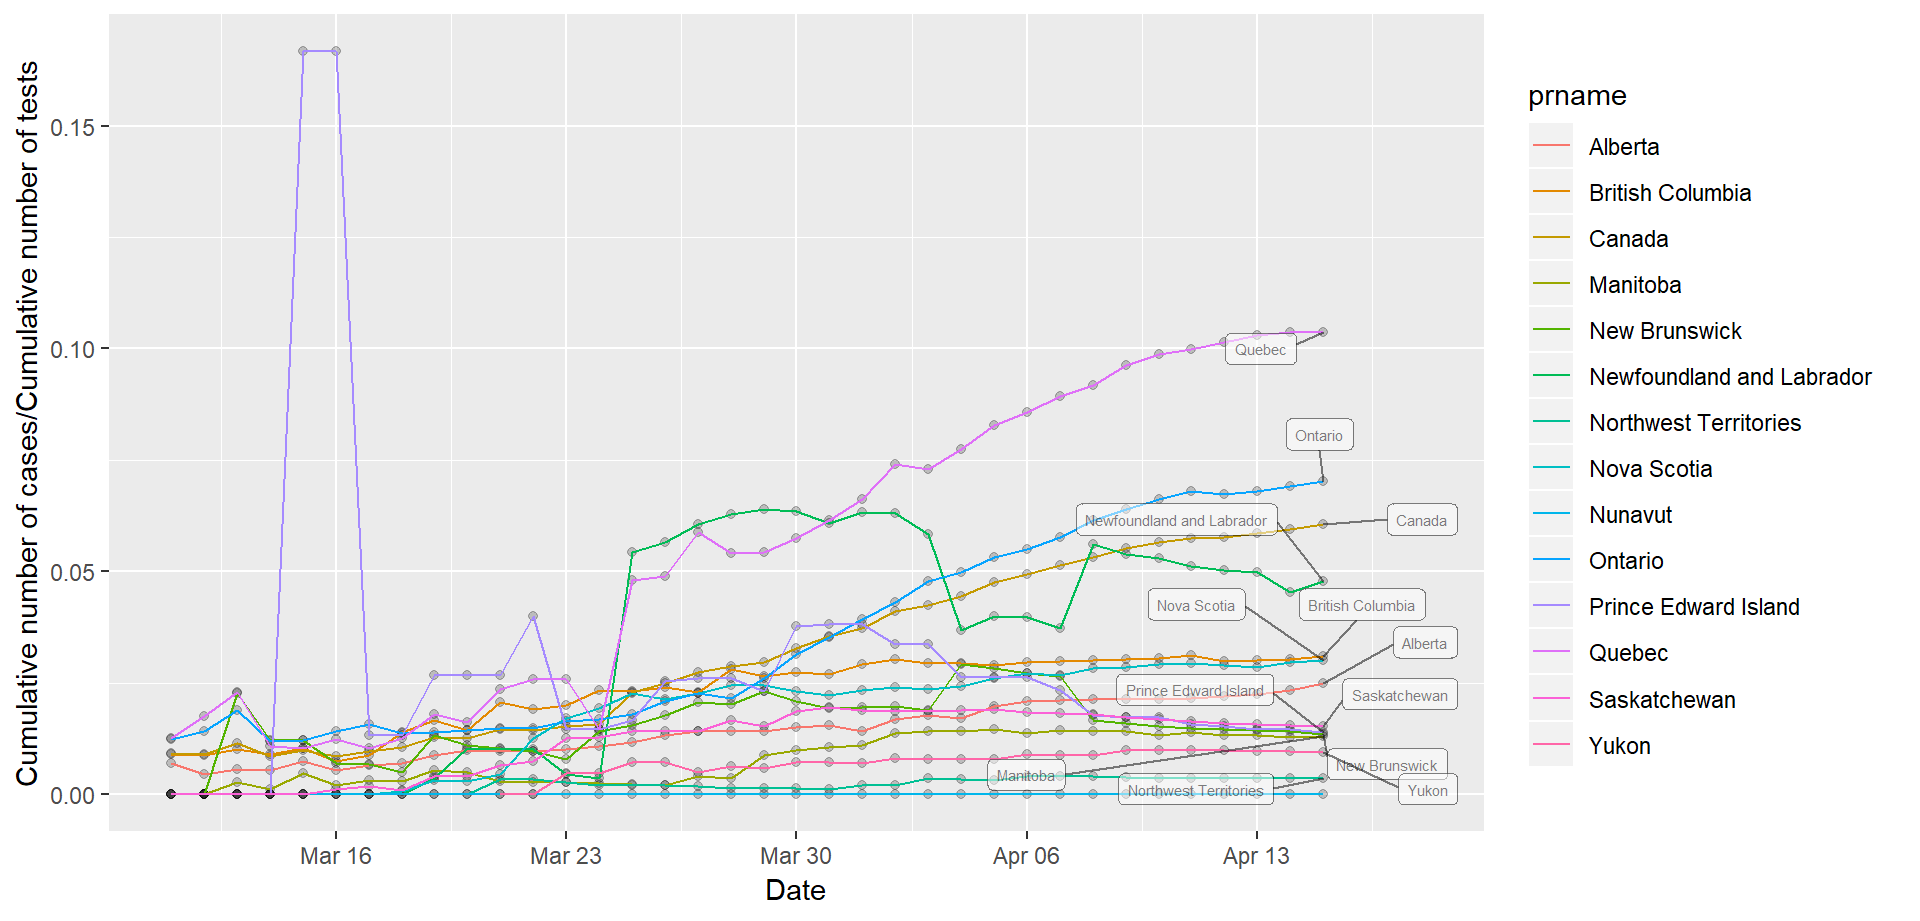 Cumulative number of cases/Cumulative number of tests
0.15
0.10
0.05
0.00
Quebec
Ontario
Newfoundland and Labrador
Canada
Nova Scotia
British Columbia
Alberta
Prince Edward Island
Saskatchewan
Manitoba
New Brunswick
Northwest Territories
Yukon
Mar 16
Mar 23
Mar 30
Apr 06
Apr 13
Date
prname
Alberta
British Columbia
Canada
Manitoba
New Brunswick
Newfoundland and Labrador
Northwest Territories
Nova Scotia
Nunavut
Ontario
Prince Edward Island
Quebec
Saskatchewan
Yukon